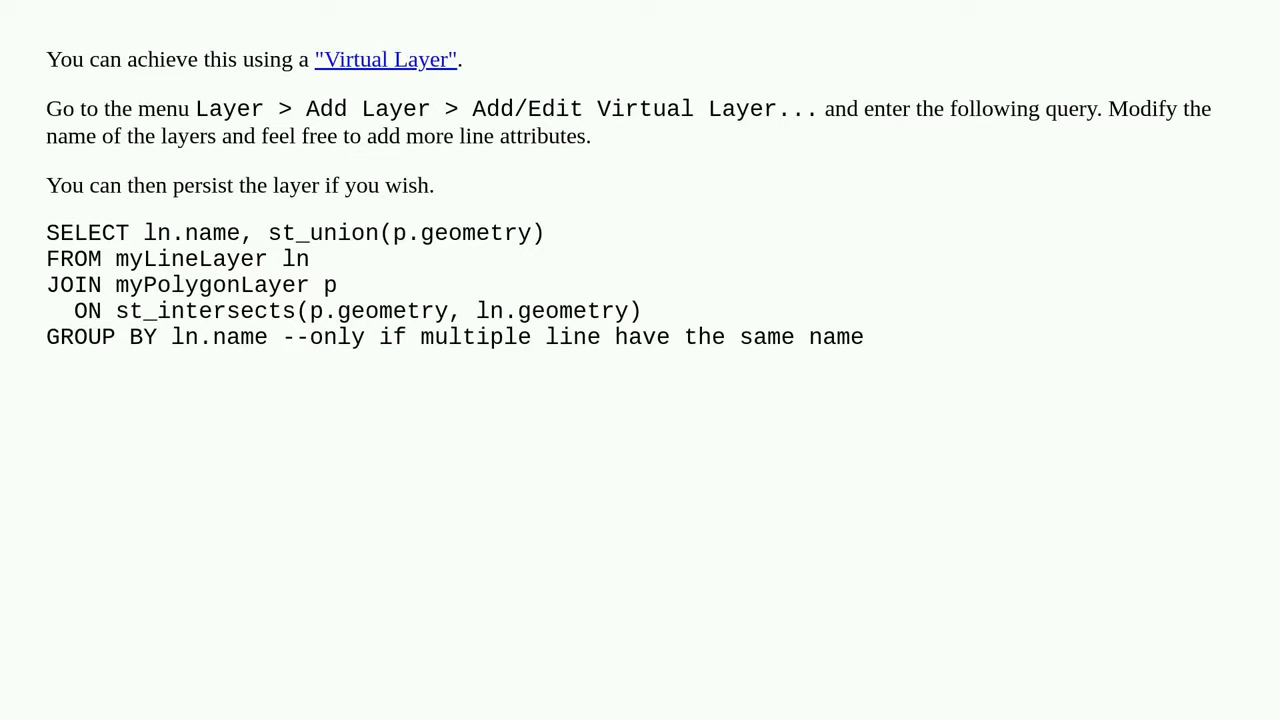 You can achieve this using a "Virtual Layer".
Go to the menu Layer > Add Layer > Add/Edit Virtual Layer... and enter the following query. Modify the
name of the layers and feel free to add more line attributes.
You can then persist the layer if you wish.
SELECT ln.name, st_union(p.geometry)
FROM myLineLayer ln
JOIN myPolygonLayer p
  ON st_intersects(p.geometry, ln.geometry)
GROUP BY ln.name --only if multiple line have the same name